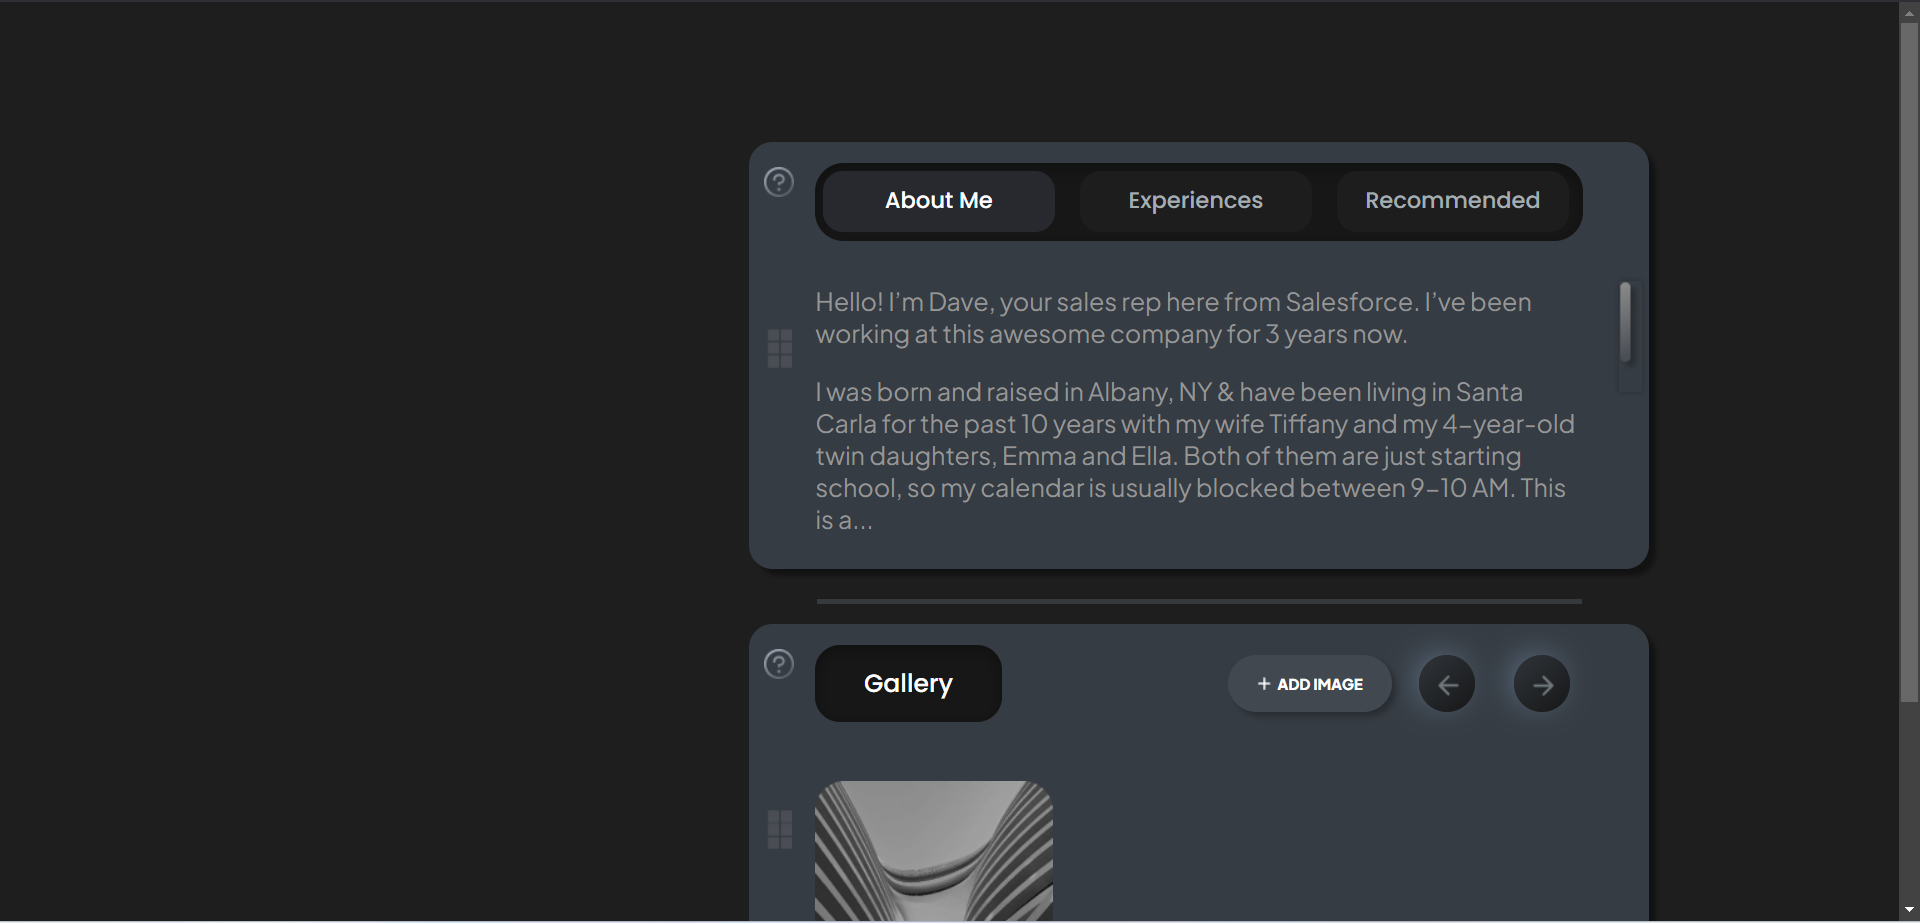 About Me
Experiences
Recommended
Hello! I’m Dave, your sales rep here from Salesforce. I’ve been
working at this awesome company for 3 years now.
I was born and raised in Albany, NY & have been living in Santa
Carla for the past 10 years with my wife Tiffany and my 4-year-old
twin daughters, Emma and Ella. Both of them are just starting
school, so my calendar is usually blocked between 9-10 AM. This
is a...
Gallery
+ ADD IMAGE